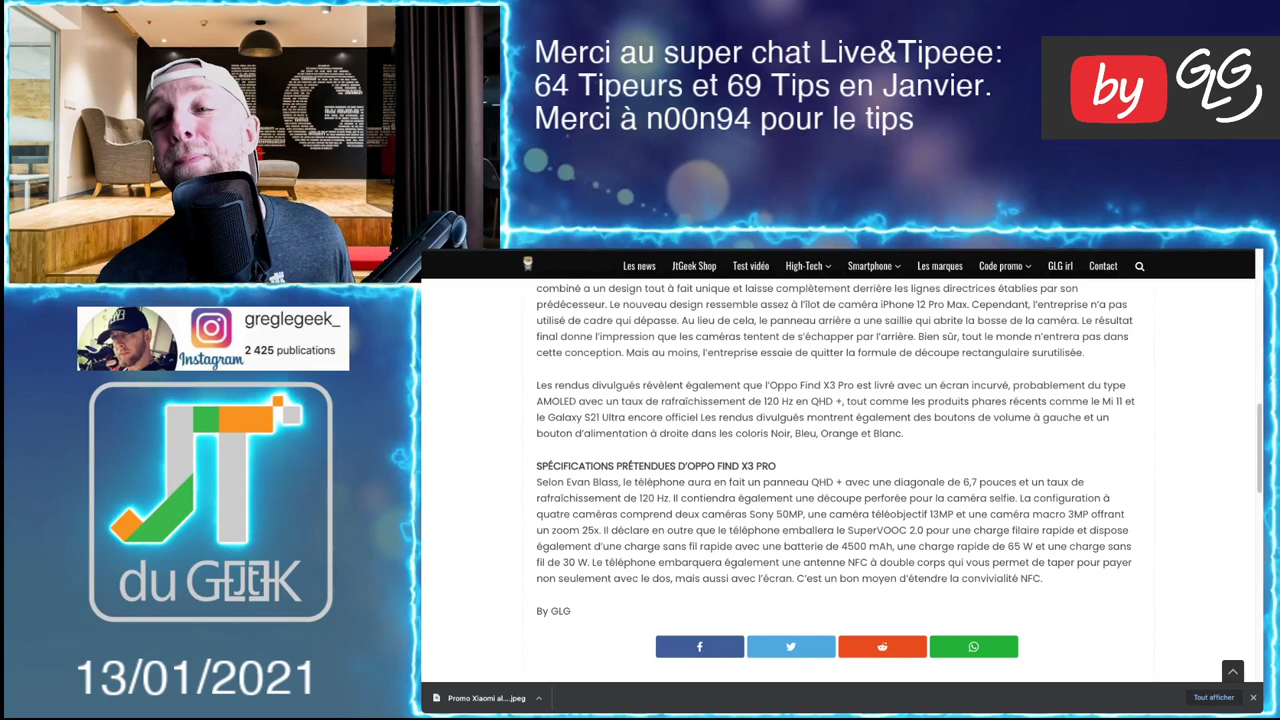 Merci au super chat Live&Tipeee:
64 Tipeurs et 69 Tips en Janvier.
Merci à n00n94 pour le tips
by GLG
greglegeek_
2 425 publications
Instagram
JT
du GEEK
13/01/2021
Les news JtGeek Shop Test vidéo High-Tech Smartphone Les marques Code promo GLG irl Contact
combiné a un design tout à fait unique et laisse complètement derrière les lignes directrices établies par son
prédécesseur. Le nouveau design ressemble assez à l'îlot de caméra iPhone 12 Pro Max. Cependant, l'entreprise n'a pas
utilisé de cadre qui dépasse. Au lieu de cela, le panneau arrière a une saillie qui abrite la bosse de la caméra. Le résultat
final donne l'impression que les caméras tentent de s'échapper par l'arrière. Bien sûr, tout le monde n'entrera pas dans
cette conception. Mais au moins, l'entreprise essaie de quitter la formule de découpe rectangulaire surutilisée.
Les rendus divulgués révèlent également que l'Oppo Find X3 Pro est livré avec un écran incurvé, probablement du type
AMOLED avec un taux de rafraîchissement de 120 Hz en QHD +, tout comme les produits phares récents comme le Mi 11 et
le Galaxy S21 Ultra encore officiel Les rendus divulgués montrent également des boutons de volume à gauche et un
bouton d'alimentation à droite dans les coloris Noir, Bleu, Orange et Blanc.
SPÉCIFICATIONS PRÉTENDUES D'OPPO FIND X3 PRO
Selon Evan Blass, le téléphone aura en fait un panneau QHD + avec une diagonale de 6,7 pouces et un taux de
rafraîchissement de 120 Hz. Il contiendra également une découpe perforée pour la caméra selfie. La configuration à
quatre caméras comprend deux caméras Sony 50MP, une caméra téléobjectif 13MP et une caméra macro 3MP offrant
un zoom 25x. Il déclare en outre que le téléphone emballera le SuperVOOC 2.0 pour une charge filaire rapide et dispose
également d'une charge sans fil rapide avec une batterie de 4500 mAh, une charge rapide de 65 W et une charge sans
fil de 30 W. Le téléphone embarquera également une antenne NFC à double corps qui vous permet de taper pour payer
non seulement avec le dos, mais aussi avec l'écran. C'est un bon moyen d'étendre la convivialité NFC.
By GLG
Promo Xiaomi al....jpeg
Tout afficher